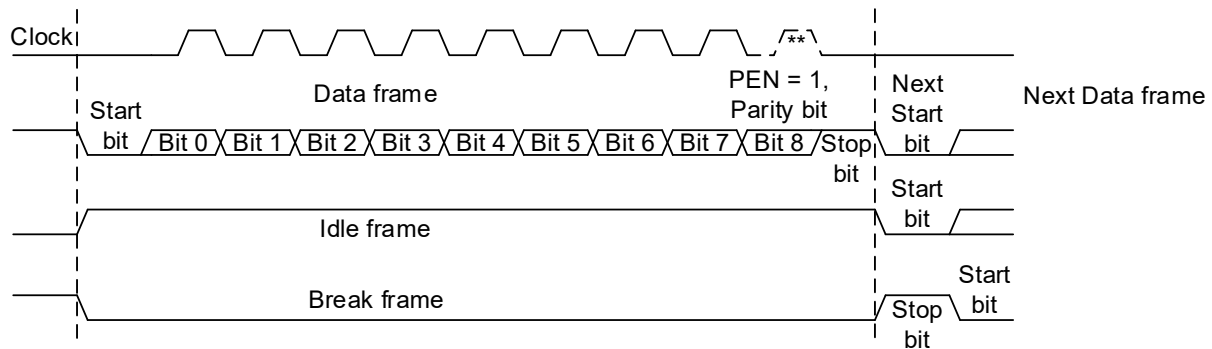 Clock
**
Data frame
PEN = 1,
Parity bit
Next
Start
bit
Next Data frame
Start
bit
Bit 0
Bit 1
Bit 2
Bit 3
Bit 4
Bit 5
Bit 6
Bit 7
Bit 8
Stop
bit
Idle frame
Start
bit
Break frame
Stop
bit
Start
bit